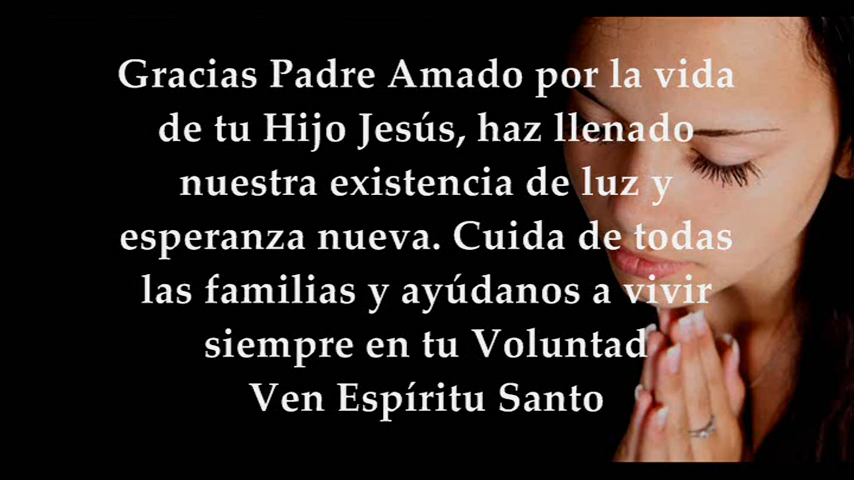 Gracias Padre Amado por la vida
de tu Hijo Jesús, haz llenado
nuestra existencia de luz y
esperanza nueva. Cuida de todas
las familias y ayúdanos a vivir
siempre en tu Voluntad
Ven Espíritu Santo